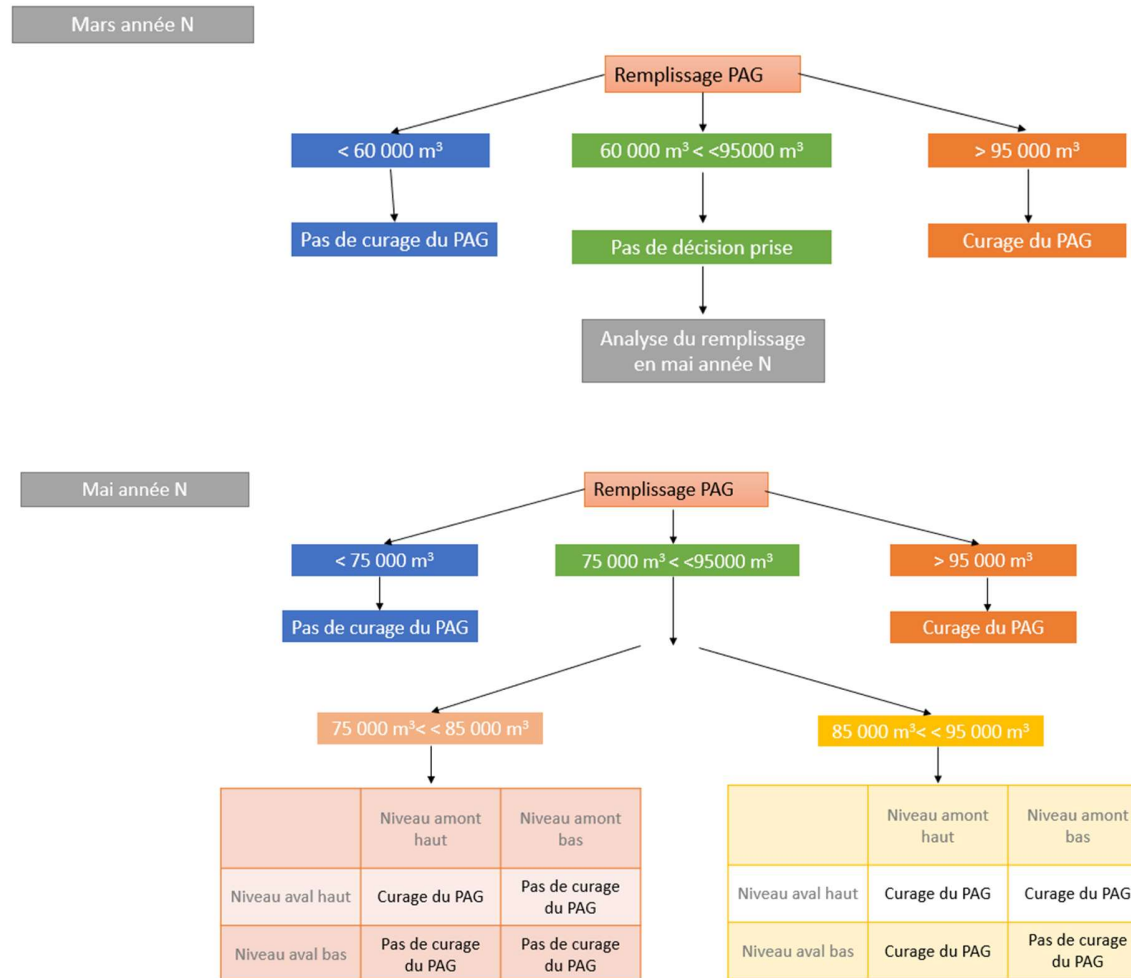 Mars année N
Remplissage PAG
< 60 000 m³
60 000 m³ < <95000 m³
> 95 000 m³
Pas de curage du PAG
Pas de décision prise
Curage du PAG
Analyse du remplissage
en mai année N
Mai année N
Remplissage PAG
< 75 000 m³
75 000 m³ < <95000 m³
> 95 000 m³
Pas de curage du PAG
Curage du PAG
75 000 m³< < 85 000 m³
85 000 m³< < 95 000 m³
Niveau amont
haut
Niveau amont
bas
Niveau aval haut
Curage du PAG
Pas de curage
du PAG
Niveau aval bas
Pas de curage
du PAG
Pas de curage
du PAG
Niveau amont
haut
Niveau amont
bas
Niveau aval haut
Curage du PAG
Curage du PAG
Niveau aval bas
Curage du PAG
Pas de curage
du PAG